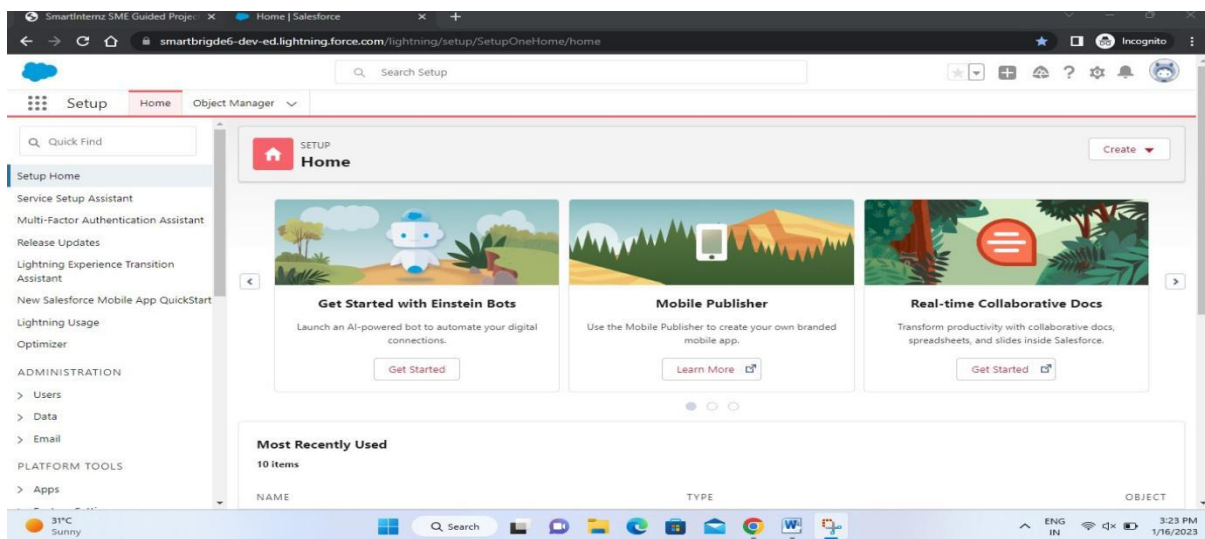 SmartInternz SME Guided Projec
Home | Salesforce
smartbrigde6-dev-ed.lightning.force.com/lightning/setup/SetupOneHome/home
Incognito
Search Setup
Setup
Home
Object Manager
Quick Find
SETUP
Home
Create
Setup Home
Service Setup Assistant
Multi-Factor Authentication Assistant
Release Updates
Lightning Experience Transition
Assistant
New Salesforce Mobile App QuickStart
Lightning Usage
Optimizer
ADMINISTRATION
Users
Data
Email
PLATFORM TOOLS
Apps
Get Started with Einstein Bots
Launch an AI-powered bot to automate your digital
connections.
Get Started
Mobile Publisher
Use the Mobile Publisher to create your own branded
mobile app.
Learn More
Real-time Collaborative Docs
Transform productivity with collaborative docs,
spreadsheets, and slides inside Salesforce.
Get Started
Most Recently Used
10 items
NAME
TYPE
OBJECT
31°C
Sunny
Search
ENG
IN
3:23 PM
1/16/2023